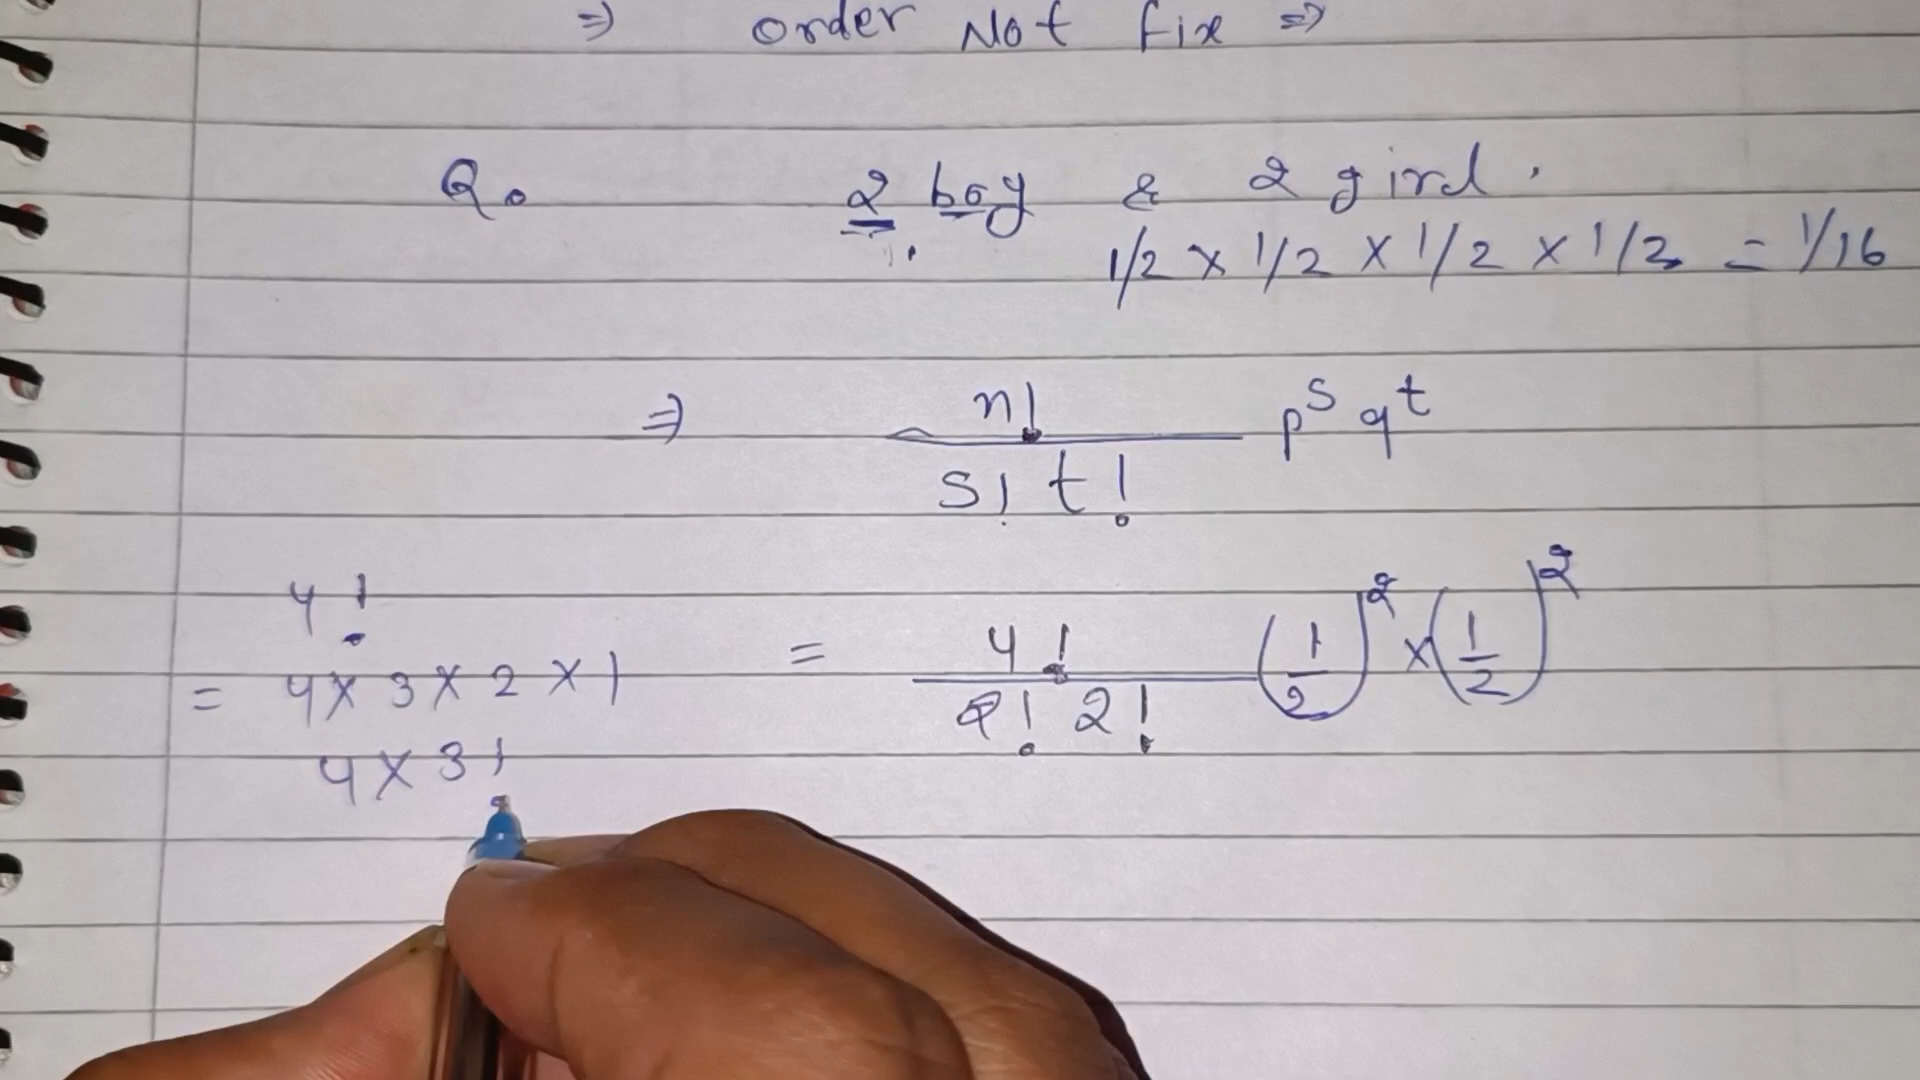 ⇒ order Not fix ⇒
Q. 2 boy & 2 girl.
1/2 × 1/2 × 1/2 × 1/2 = 1/16
⇒ n! / s! t! p^s q^t
4!
= 4 × 3 × 2 × 1
4 × 3!
= 4! / 2! 2! (1/2)^2 × (1/2)^2